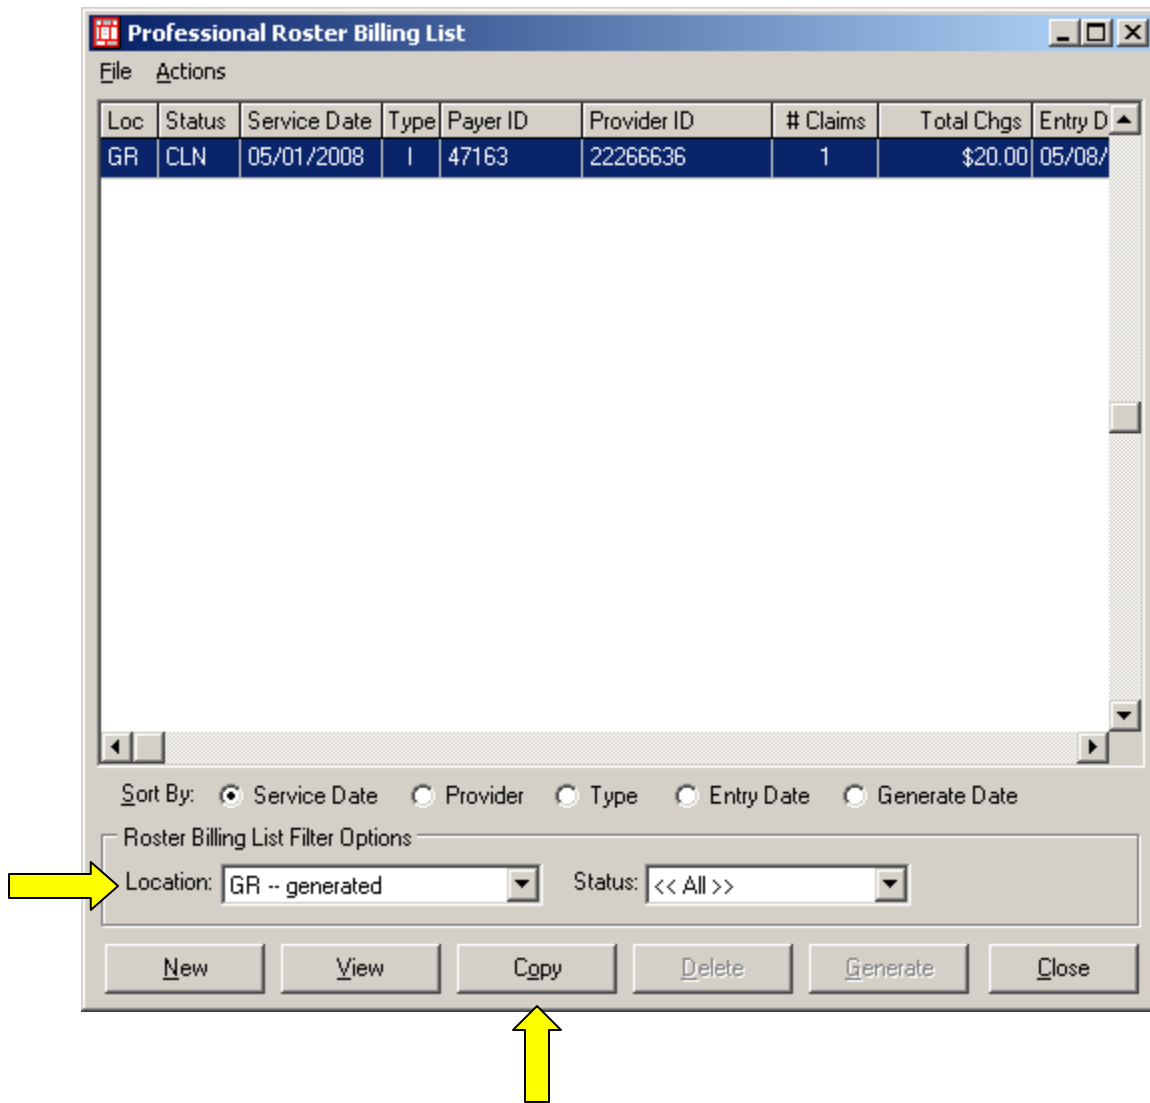 Professional Roster Billing List
File Actions
Loc Status Service Date Type Payer ID Provider ID # Claims Total Chgs Entry D
GR CLN 05/01/2008 I 47163 22266636 1 $20.00 05/08/
Sort By: Service Date Provider Type Entry Date Generate Date
Roster Billing List Filter Options
Location: GR -- generated Status: << All >>
New View Copy Delete Generate Close